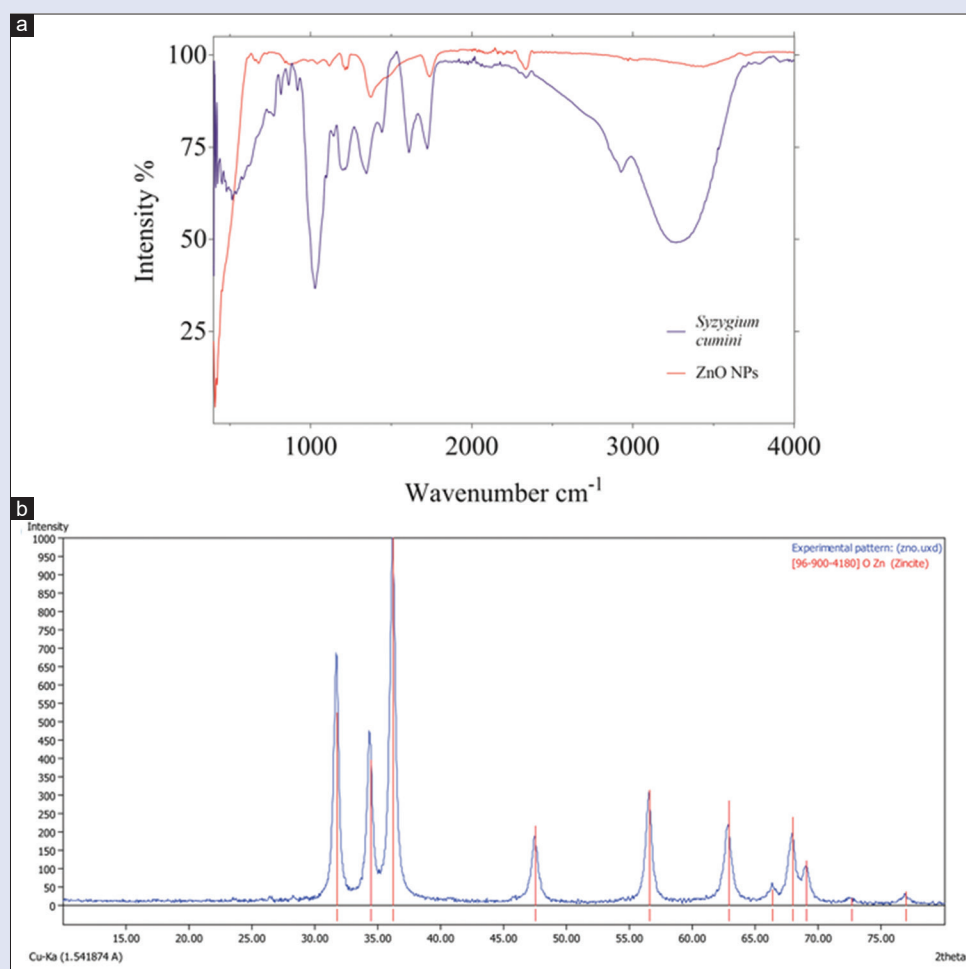 a
100
75
50
25
Intensity %
Syzygium
cumini
ZnO NPs
1000 2000 3000 4000
Wavenumber cm-1
b
Intensity
1000
950
900
850
800
750
700
650
600
550
500
450
400
350
300
250
200
150
100
50
0
Experimental pattern: (zno.uxd)
[96-900-4180] O Zn (Zincite)
15.00 20.00 25.00 30.00 35.00 40.00 45.00 50.00 55.00 60.00 65.00 70.00 75.00
Cu-Ka (1.541874 A) 2theta